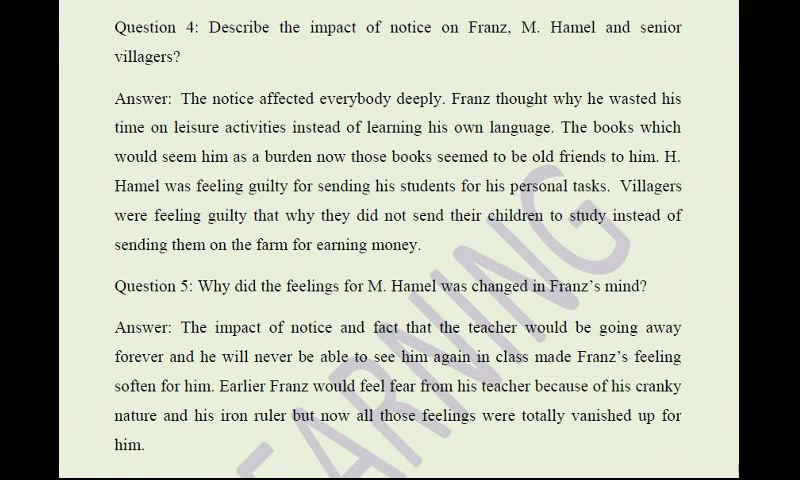 Question 4: Describe the impact of notice on Franz, M. Hamel and senior
villagers?
Answer: The notice affected everybody deeply. Franz thought why he wasted his
time on leisure activities instead of learning his own language. The books which
would seem him as a burden now those books seemed to be old friends to him. H.
Hamel was feeling guilty for sending his students for his personal tasks. Villagers
were feeling guilty that why they did not send their children to study instead of
sending them on the farm for earning money.
Question 5: Why did the feelings for M. Hamel was changed in Franz's mind?
Answer: The impact of notice and fact that the teacher would be going away
forever and he will never be able to see him again in class made Franz's feeling
soften for him. Earlier Franz would feel fear from his teacher because of his cranky
nature and his iron ruler but now all those feelings were totally vanished up for
him.
EARNING